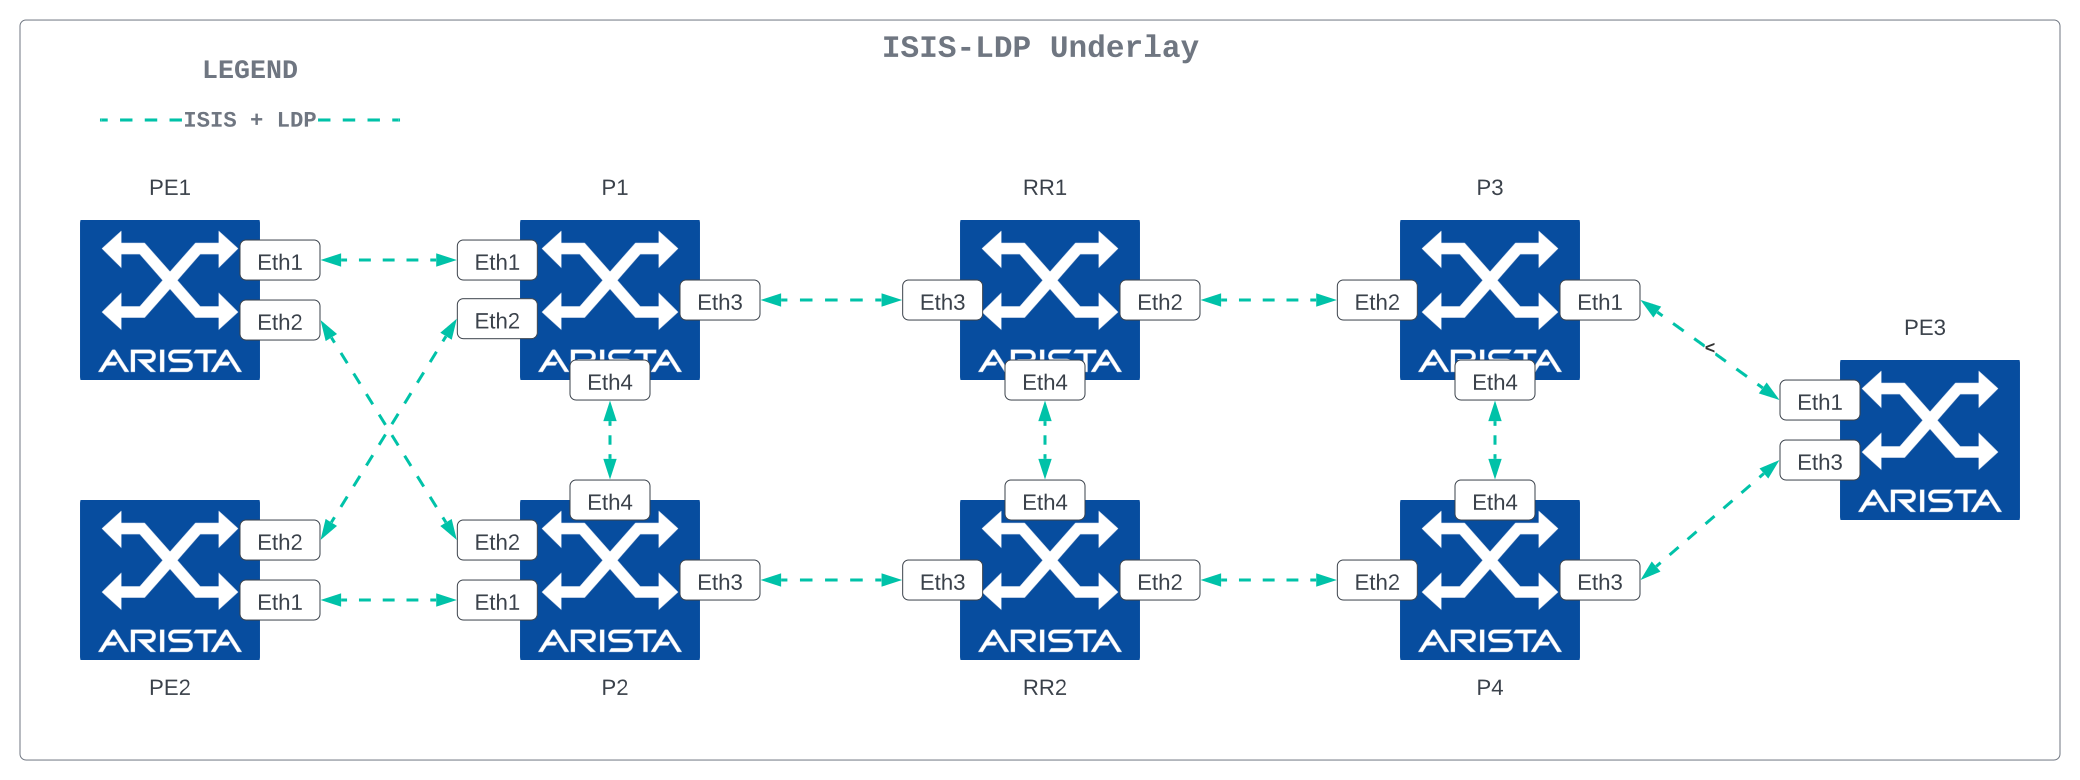 ISIS-LDP Underlay
LEGEND
ISIS + LDP
PE1
P1
RR1
P3
Eth1
Eth2
ARISTA
Eth1
Eth2
Eth3
Eth4
ARISTA
Eth3
Eth2
Eth4
ARISTA
Eth2
Eth1
Eth4
ARISTA
<
PE3
Eth1
Eth3
ARISTA
Eth2
Eth1
ARISTA
PE2
Eth4
Eth2
Eth1
Eth3
ARISTA
P2
Eth4
Eth3
Eth2
ARISTA
RR2
Eth4
Eth2
Eth3
ARISTA
P4